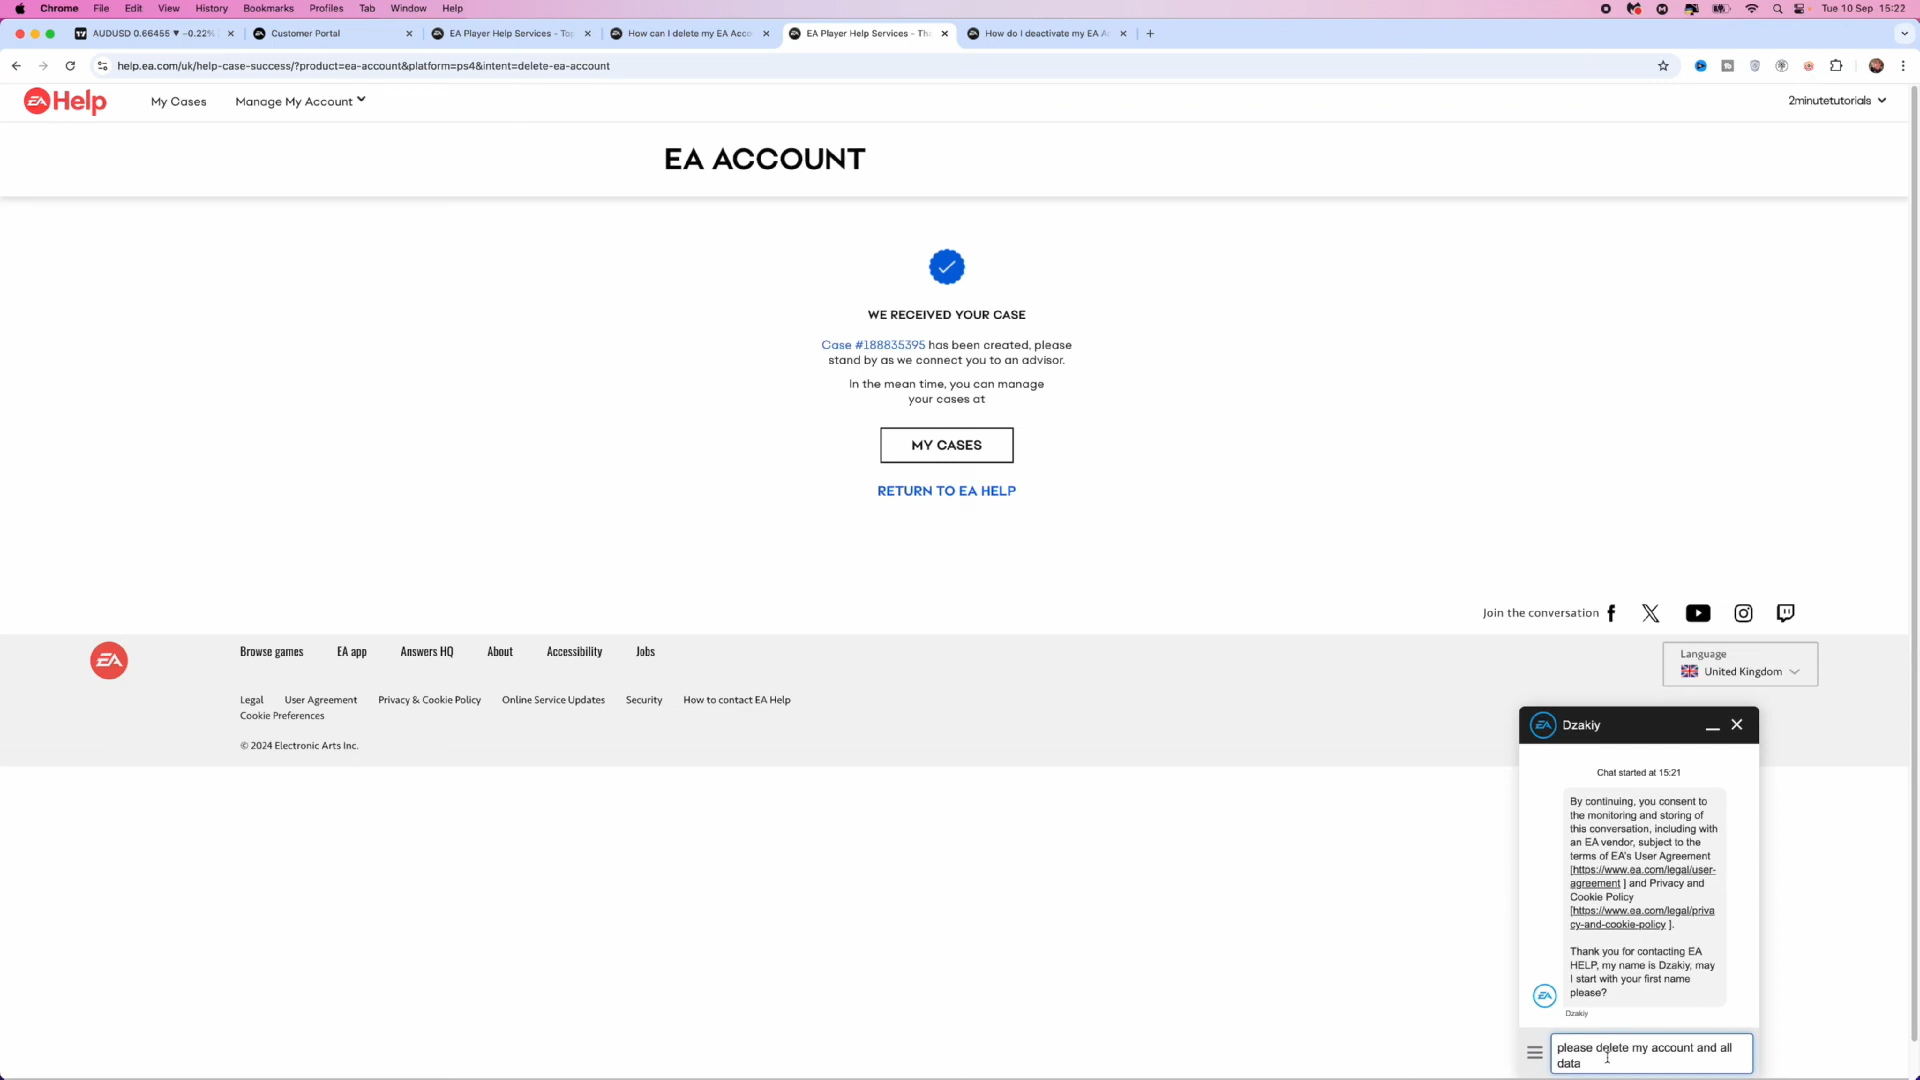 Chrome File Edit View History Bookmarks Profiles Tab Window Help Tue 10 Sep 15:22
AUDUSD 0.66455 ▼ −0.22% Customer Portal EA Player Help Services - To How can I delete my EA Acco EA Player Help Services - Th How do I deactivate my EA A
help.ea.com/uk/help-case-success/?product=ea-account&platform=ps4&intent=delete-ea-account
EA Help My Cases Manage My Account 2minutetutorials
EA ACCOUNT
WE RECEIVED YOUR CASE
Case #188835395 has been created, please
stand by as we connect you to an advisor.
In the mean time, you can manage
your cases at
MY CASES
RETURN TO EA HELP
Join the conversation
EA Browse games EA app Answers HQ About Accessibility Jobs
Language
United Kingdom
Legal User Agreement Privacy & Cookie Policy Online Service Updates Security How to contact EA Help
Cookie Preferences
© 2024 Electronic Arts Inc.
EA Dzakiy
Chat started at 15:21
By continuing, you consent to
the monitoring and storing of
this conversation, including with
an EA vendor, subject to the
terms of EA's User Agreement
[https://www.ea.com/legal/user-
agreement ] and Privacy and
Cookie Policy
[https://www.ea.com/legal/priva
cy-and-cookie-policy ].
Thank you for contacting EA
HELP, my name is Dzakiy, may
I start with your first name
please?
EA
Dzakiy
please delete my account and all
data